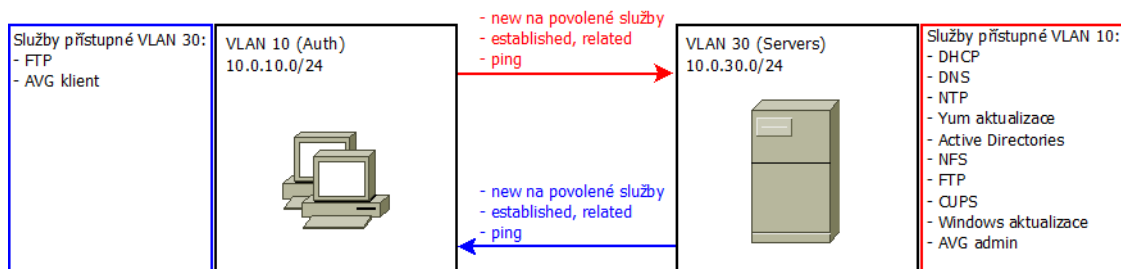 Služby přístupné VLAN 30:
- FTP
- AVG klient
VLAN 10 (Auth)
10.0.10.0/24
- new na povolené služby
- established, related
- ping
- new na povolené služby
- established, related
- ping
VLAN 30 (Servers)
10.0.30.0/24
Služby přístupné VLAN 10:
- DHCP
- DNS
- NTP
- Yum aktualizace
- Active Directories
- NFS
- FTP
- CUPS
- Windows aktualizace
- AVG admin